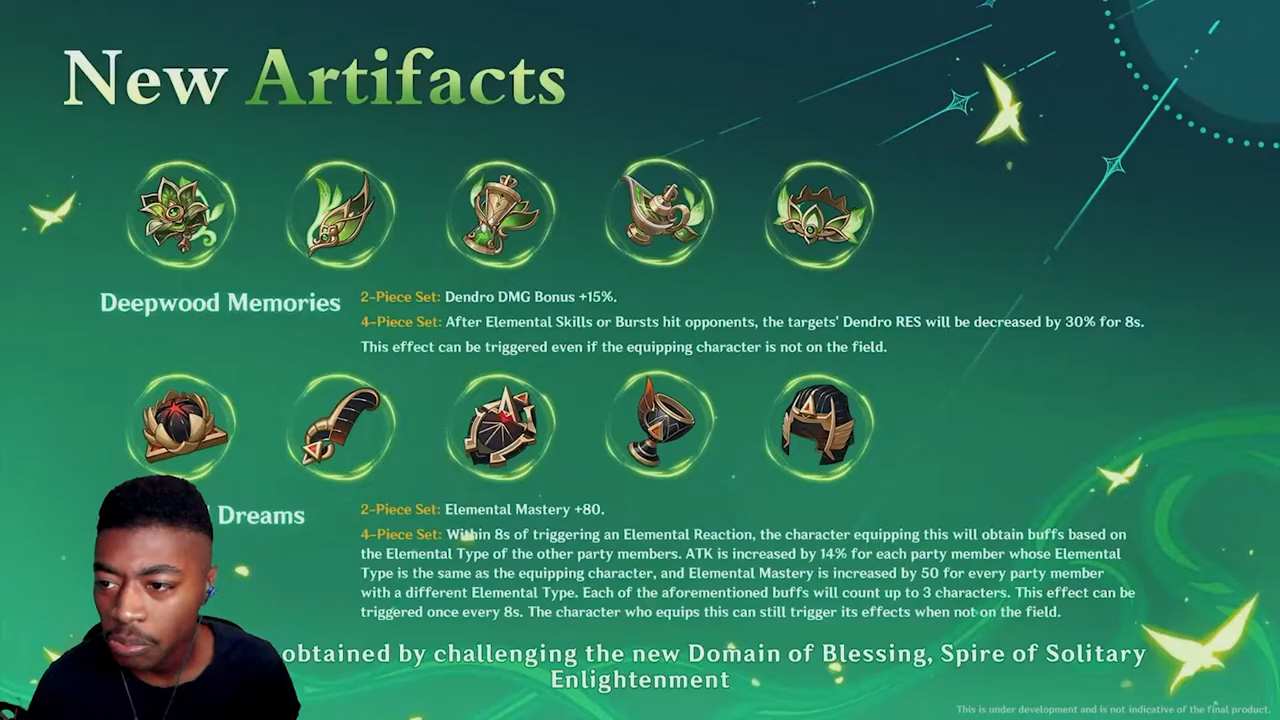 New Artifacts
Deepwood Memories
2-Piece Set: Dendro DMG Bonus +15%.
4-Piece Set: After Elemental Skills or Bursts hit opponents, the targets' Dendro RES will be decreased by 30% for 8s.
This effect can be triggered even if the equipping character is not on the field.
Dreams
2-Piece Set: Elemental Mastery +80.
4-Piece Set: Within 8s of triggering an Elemental Reaction, the character equipping this will obtain buffs based on
the Elemental Type of the other party members. ATK is increased by 14% for each party member whose Elemental
Type is the same as the equipping character, and Elemental Mastery is increased by 50 for every party member
with a different Elemental Type. Each of the aforementioned buffs will count up to 3 characters. This effect can be
triggered once every 8s. The character who equips this can still trigger its effects when not on the field.
obtained by challenging the new Domain of Blessing, Spire of Solitary
Enlightenment
This is under development and is not indicative of the final product.